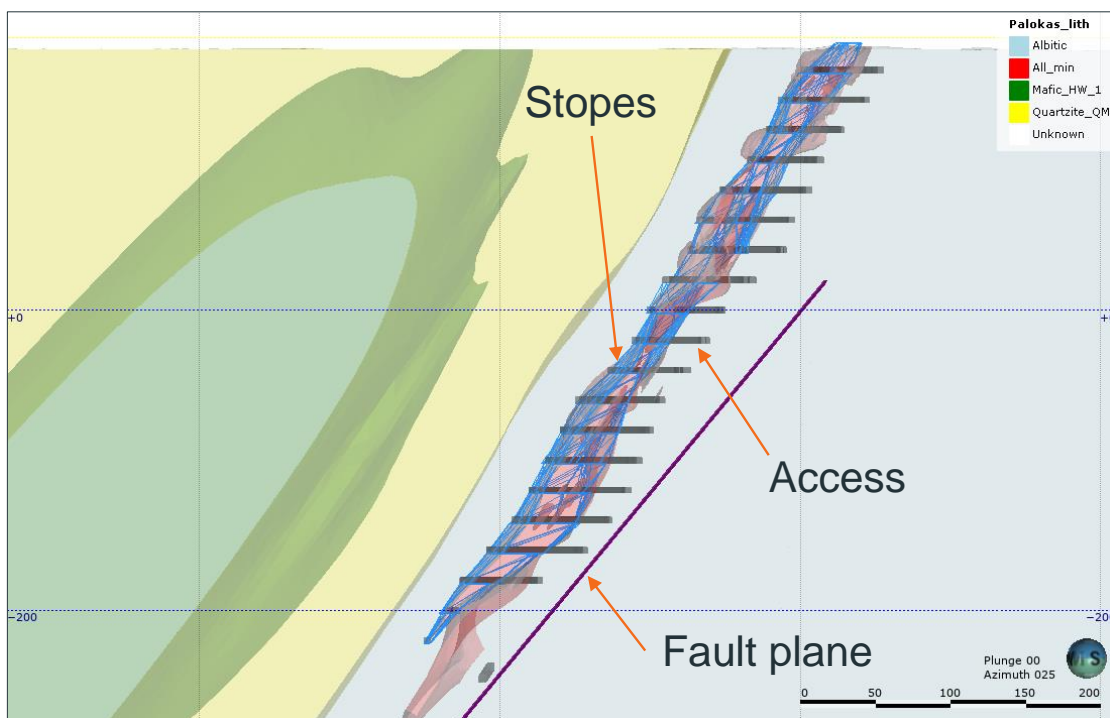 Palokas_lith
Albitic
All_min
Mafic_HW_1
Quartzite_QM
Unknown
Stopes
+0
Access
-200
-200
Fault plane
Plunge 00
Azimuth 025
0 50 100 150 200